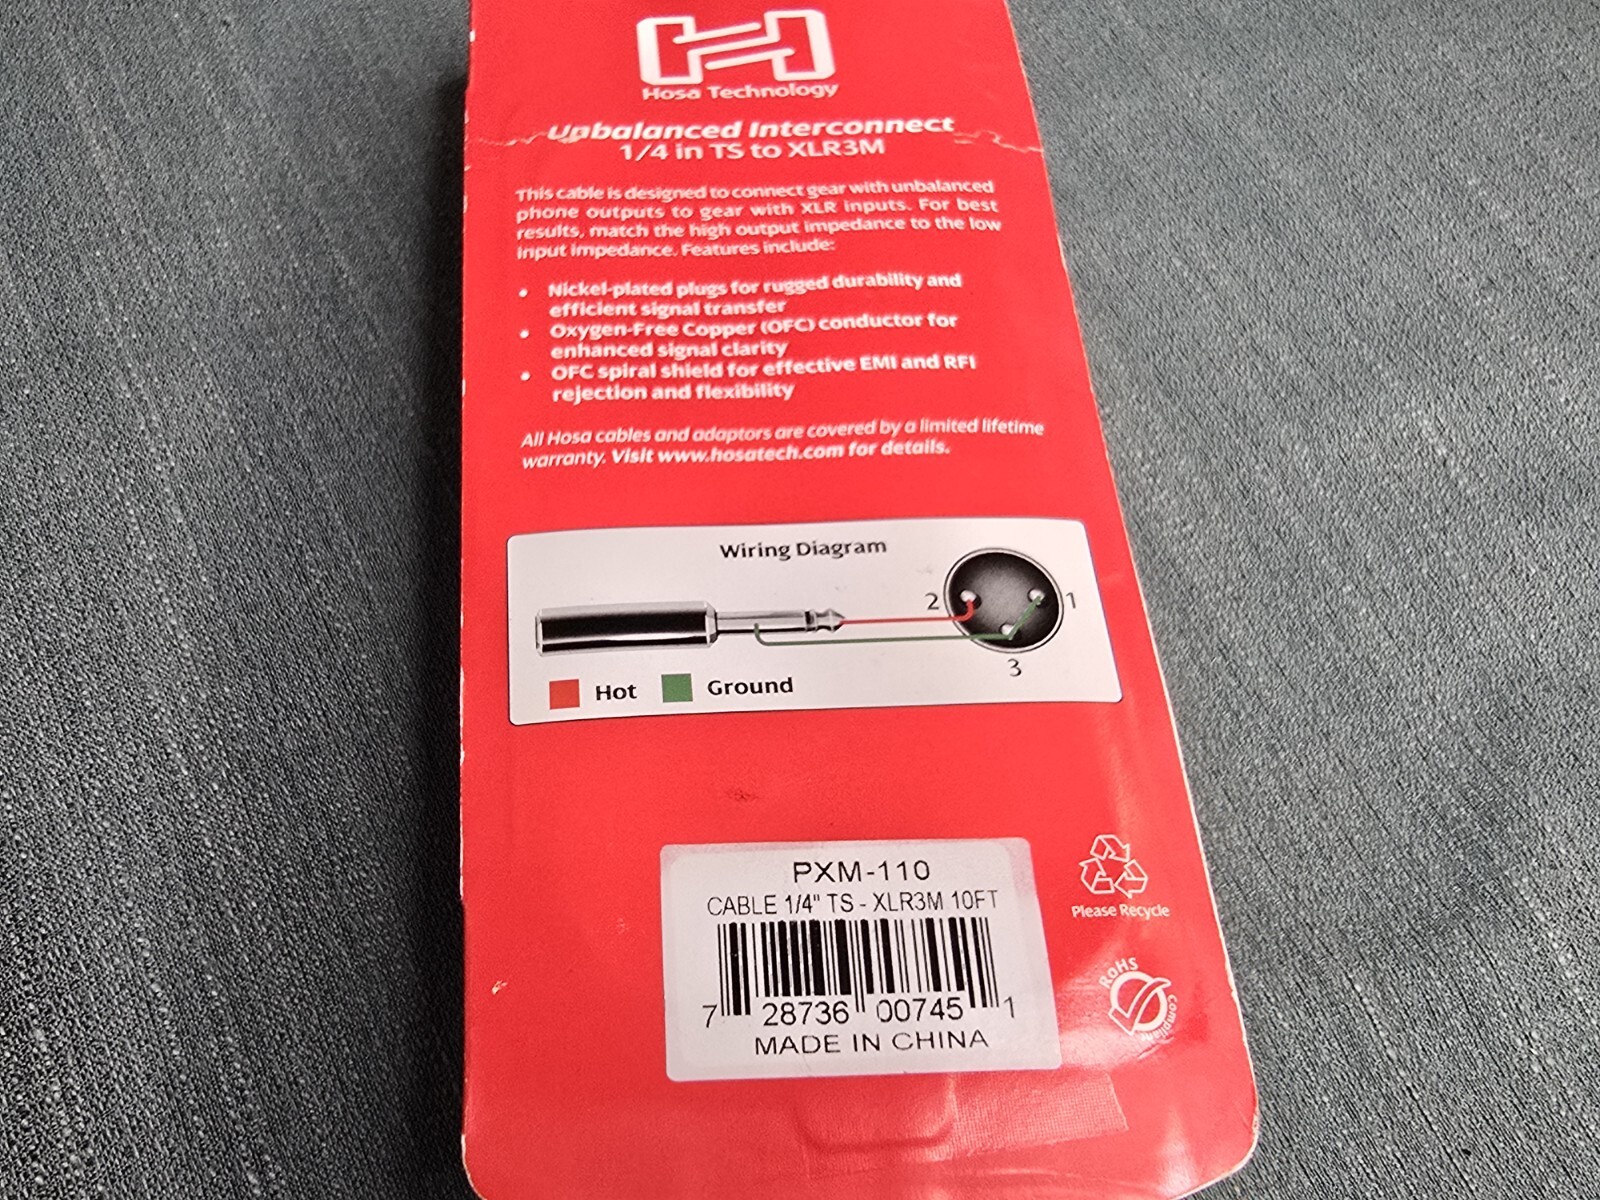 Hosa Technology
Unbalanced Interconnect
1/4 in TS to XLR3M
This cable is designed to connect gear with unbalanced
phone outputs to gear with XLR inputs. For best
results, match the high output impedance to the low
input impedance. Features include:
• Nickel-plated plugs for rugged durability and
efficient signal transfer
• Oxygen-Free Copper (OFC) conductor for
enhanced signal clarity
• OFC spiral shield for effective EMI and RFI
rejection and flexibility
All Hosa cables and adaptors are covered by a limited lifetime
warranty. Visit www.hosatech.com for details.
Wiring Diagram
2 1
3
Hot Ground
PXM-110
CABLE 1/4" TS - XLR3M 10FT
7 28736 00745 1
MADE IN CHINA
Please Recycle
RoHS
compliant